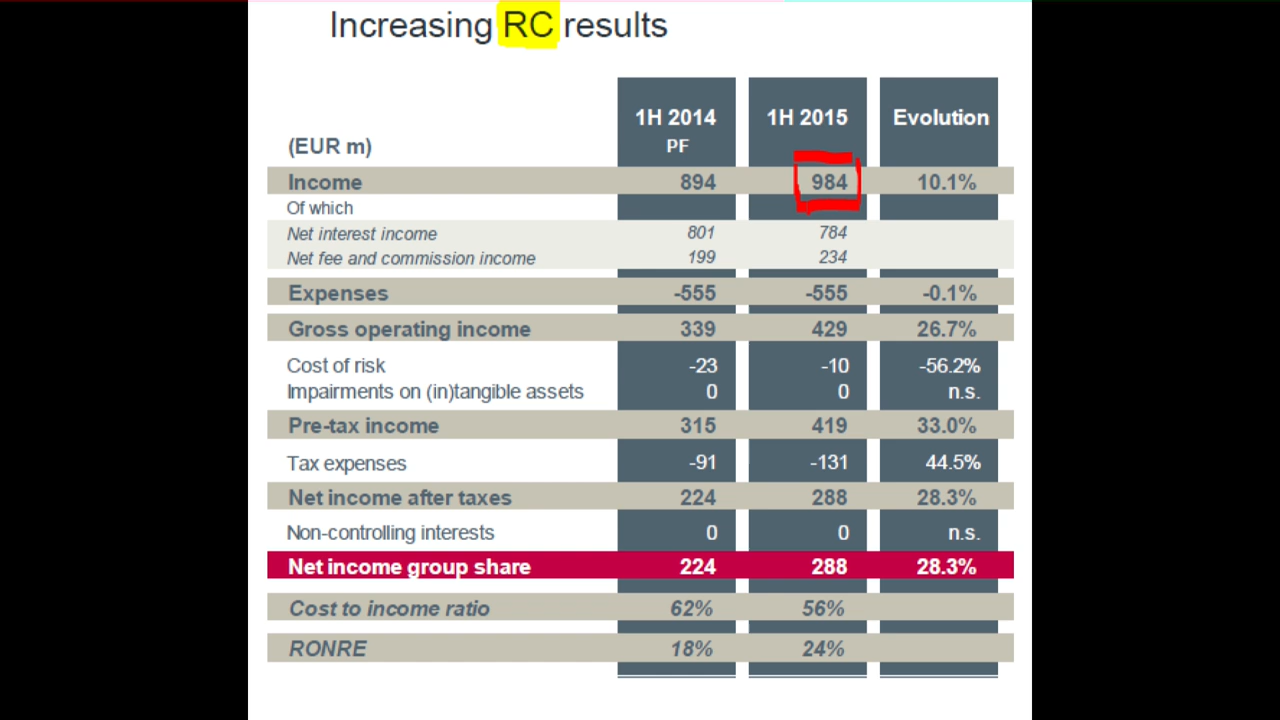 Increasing RC results
1H 2014 1H 2015 Evolution
(EUR m) PF
Income 894 984 10.1%
Of which
Net interest income 801 784
Net fee and commission income 199 234
Expenses -555 -555 -0.1%
Gross operating income 339 429 26.7%
Cost of risk -23 -10 -56.2%
Impairments on (in)tangible assets 0 0 n.s.
Pre-tax income 315 419 33.0%
Tax expenses -91 -131 44.5%
Net income after taxes 224 288 28.3%
Non-controlling interests 0 0 n.s.
Net income group share 224 288 28.3%
Cost to income ratio 62% 56%
RONRE 18% 24%